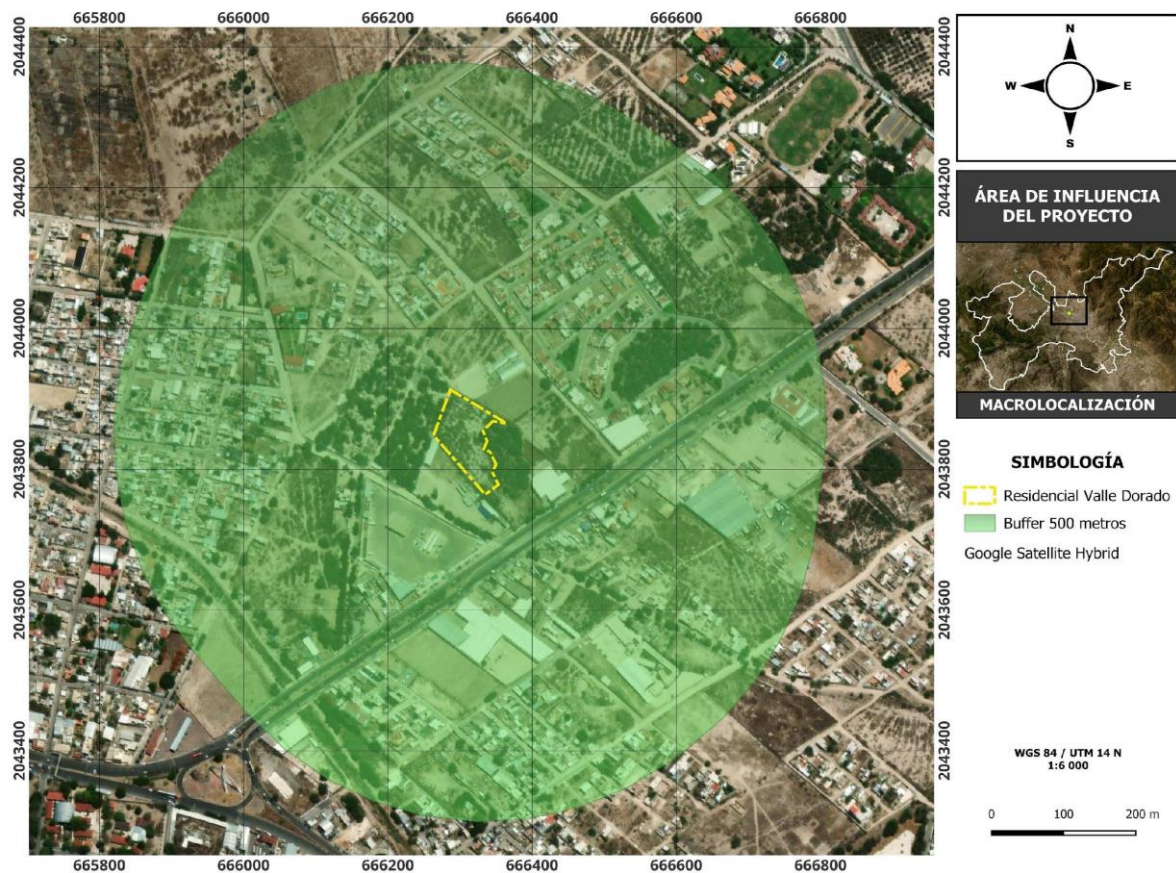 665800 666000 666200 666400 666600 666800
2044400
2044200
2044000
2043800
2043600
2043400
2044400
2044200
2044000
2043800
2043600
2043400
665800 666000 666200 666400 666600 666800
N
W E
S
ÁREA DE INFLUENCIA
DEL PROYECTO
MACROLOCALIZACIÓN
SIMBOLOGÍA
Residencial Valle Dorado
Buffer 500 metros
Google Satellite Hybrid
WGS 84 / UTM 14 N
1:6 000
0 100 200 m